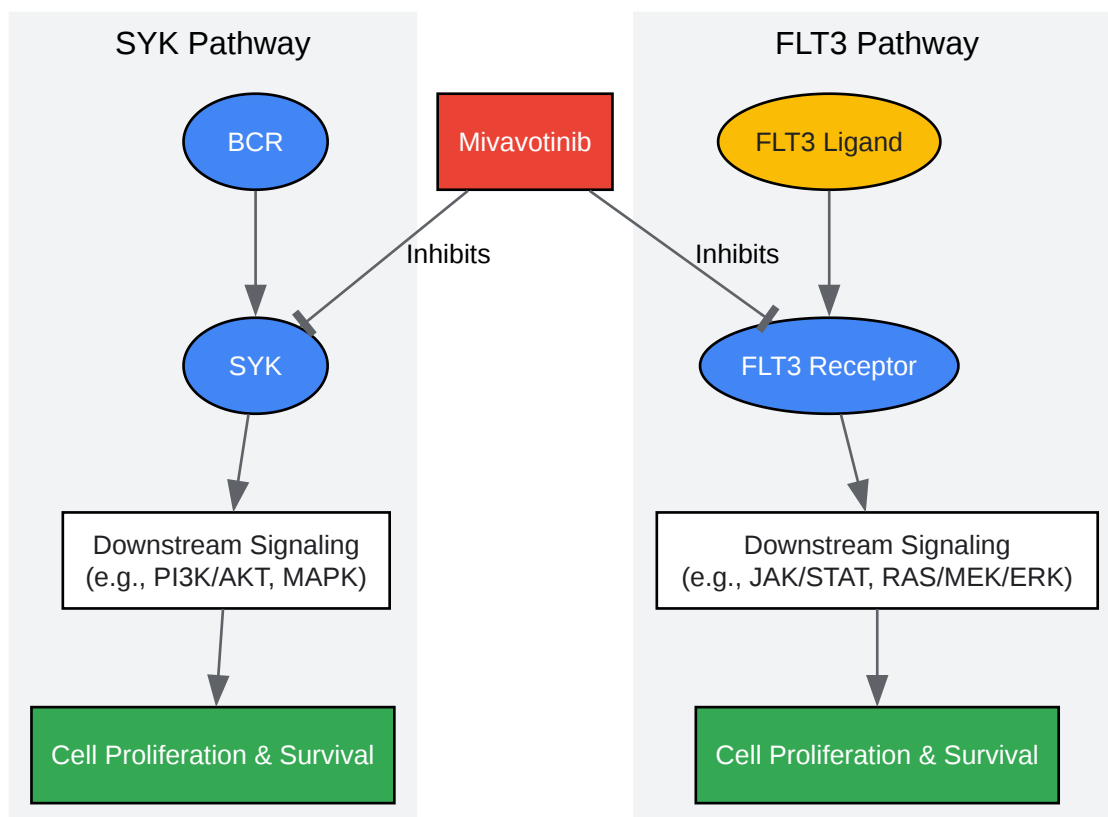 SYK Pathway
FLT3 Pathway
BCR
Mivavotinib
FLT3 Ligand
Inhibits
Inhibits
SYK
FLT3 Receptor
Downstream Signaling
(e.g., PI3K/AKT, MAPK)
Downstream Signaling
(e.g., JAK/STAT, RAS/MEK/ERK)
Cell Proliferation & Survival
Cell Proliferation & Survival